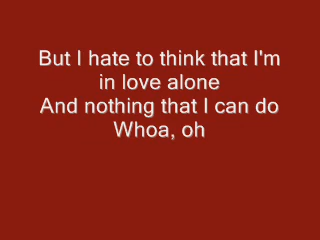 But I hate to think that I'm
in love alone
And nothing that I can do
Whoa, oh